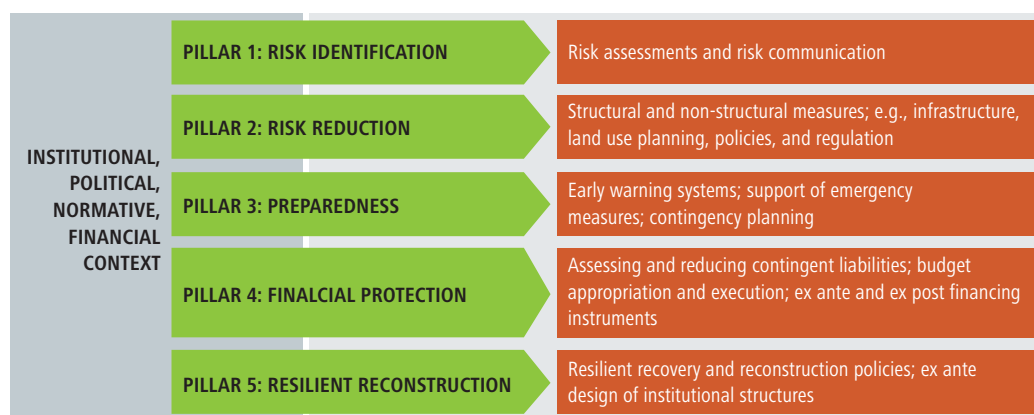 INSTITUTIONAL,
POLITICAL,
NORMATIVE,
FINANCIAL
CONTEXT
PILLAR 1: RISK IDENTIFICATION
Risk assessments and risk communication
PILLAR 2: RISK REDUCTION
Structural and non-structural measures; e.g., infrastructure,
land use planning, policies, and regulation
PILLAR 3: PREPAREDNESS
Early warning systems; support of emergency
measures; contingency planning
PILLAR 4: FINALCIAL PROTECTION
Assessing and reducing contingent liabilities; budget
appropriation and execution; ex ante and ex post financing
instruments
PILLAR 5: RESILIENT RECONSTRUCTION
Resilient recovery and reconstruction policies; ex ante
design of institutional structures